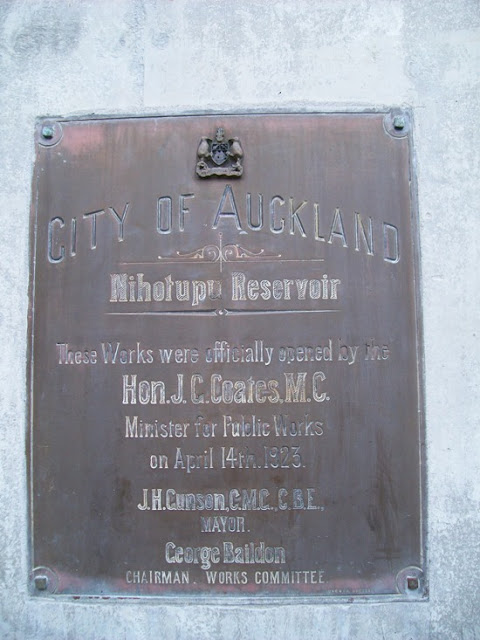 CITY OF AUCKLAND
Nihotupu Reservoir
These Works were officially opened by the
Hon. J. G. Coates, M.C.
Minister for Public Works
on April 14TH. 1923.
J.H. Gunson, C.M.G., C.B.E.,
MAYOR.
George Baildon
CHAIRMAN. WORKS COMMITTEE.